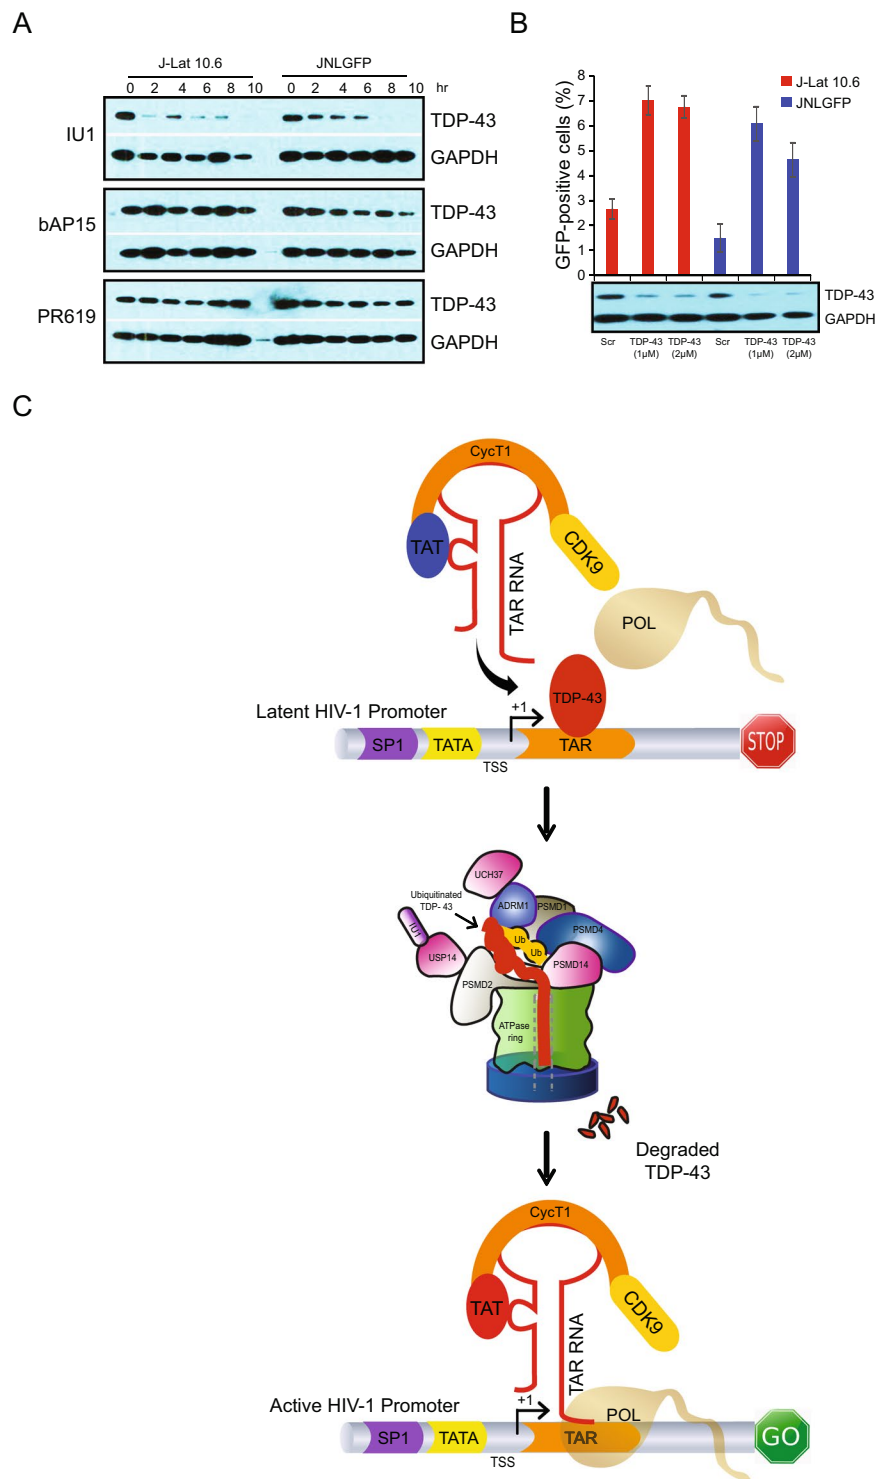 A
J-Lat 10.6
JNLGFP
0 2 4 6 8 10 0 2 4 6 8 10 hr
IU1
TDP-43
GAPDH
bAP15
TDP-43
GAPDH
PR619
TDP-43
GAPDH
B
GFP-positive cells (%)
8
7
6
5
4
3
2
1
0
J-Lat 10.6
JNLGFP
TDP-43
GAPDH
Scr TDP-43 TDP-43 Scr TDP-43 TDP-43
(1µM) (2µM) (1µM) (2µM)
C
CycT1
TAT
CDK9
TAR RNA
POL
TDP-43
Latent HIV-1 Promoter
+1
SP1 TATA TAR STOP
TSS
UCH37
Ubiquitinated
TDP- 43
ADRM1
PSMD1
PSMD4
IU1
USP14
Ub
Ub
PSMD14
PSMD2
ATPase
ring
Degraded
TDP-43
CycT1
TAT
CDK9
TAR RNA
Active HIV-1 Promoter
+1
POL
SP1 TATA TAR GO
TSS